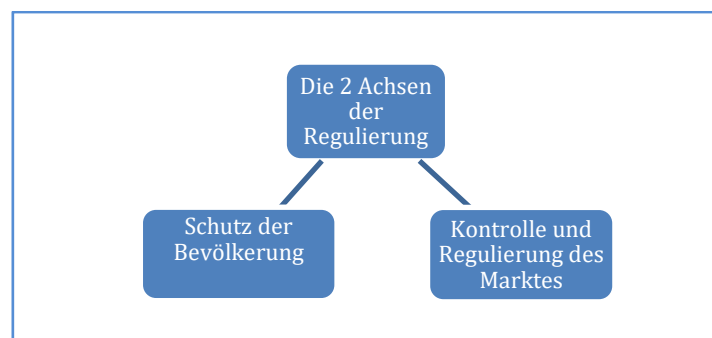 Die 2 Achsen
der
Regulierung
Schutz der
Bevölkerung
Kontrolle und
Regulierung des
Marktes